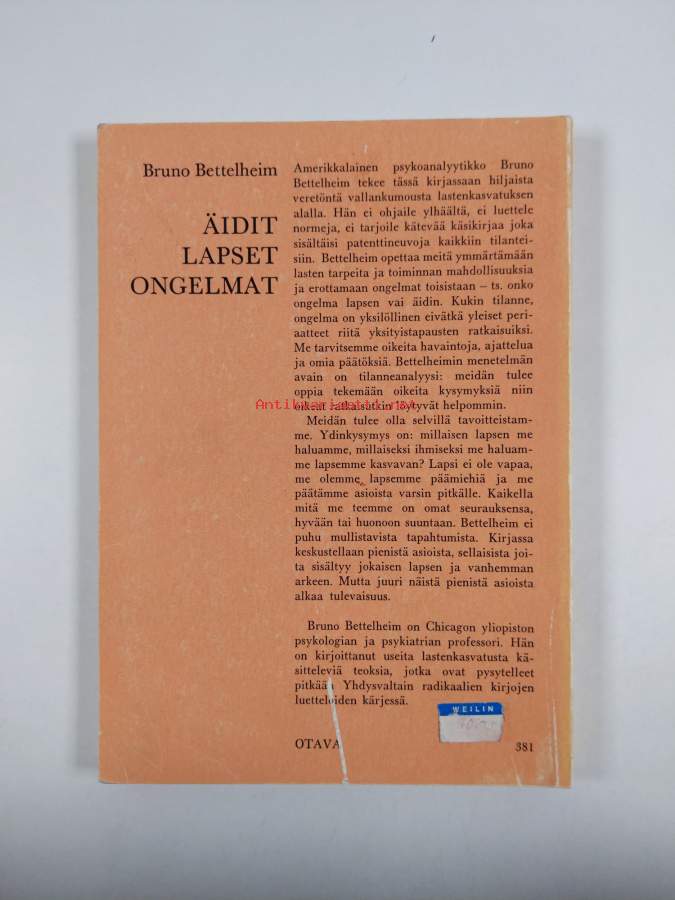 Bruno Bettelheim
ÄIDIT
LAPSET
ONGELMAT
Amerikkalainen psykoanalyytikko Bruno
Bettelheim tekee tässä kirjassaan hiljaista
veretöntä vallankumousta lastenkasvatuksen
alalla. Hän ei ohjaile ylhäältä, ei luettele
normeja, ei tarjoile kätevää käsikirjaa joka
sisältäisi patenttineuvoja kaikkiin tilantei-
siin. Bettelheim opettaa meitä ymmärtämään
lasten tarpeita ja toiminnan mahdollisuuksia
ja erottamaan ongelmat toisistaan – ts. onko
ongelma lapsen vai äidin. Kukin tilanne,
ongelma on yksilöllinen eivätkä yleiset peri-
aatteet riitä yksityistapausten ratkaisuiksi.
Me tarvitsemme oikeita havaintoja, ajattelua
ja omia päätöksiä. Bettelheimin menetelmän
avain on tilanneanalyysi: meidän tulee
oppia tekemään oikeita kysymyksiä niin
oikeat ratkaisutkin löytyvät helpommin.
Antikvariaatti.net
Meidän tulee olla selvillä tavoitteistam-
me. Ydinkysymys on: millaisen lapsen me
haluamme, millaiseksi ihmiseksi me haluam-
me lapsemme kasvavan? Lapsi ei ole vapaa,
me olemme lapsemme päämiehiä ja me
päätämme asioista varsin pitkälle. Kaikella
mitä me teemme on omat seurauksensa,
hyvään tai huonoon suuntaan. Bettelheim ei
puhu mullistavista tapahtumista. Kirjassa
keskustellaan pienistä asioista, sellaisista joi-
ta sisältyy jokaisen lapsen ja vanhemman
arkeen. Mutta juuri näistä pienistä asioista
alkaa tulevaisuus.
Bruno Bettelheim on Chicagon yliopiston
psykologian ja psykiatrian professori. Hän
on kirjoittanut useita lastenkasvatusta kä-
sitteleviä teoksia, jotka ovat pysytelleet
pitkää Yhdysvaltain radikaalien kirjojen
luetteloiden kärjessä.
WEILIN
OTAVA
381